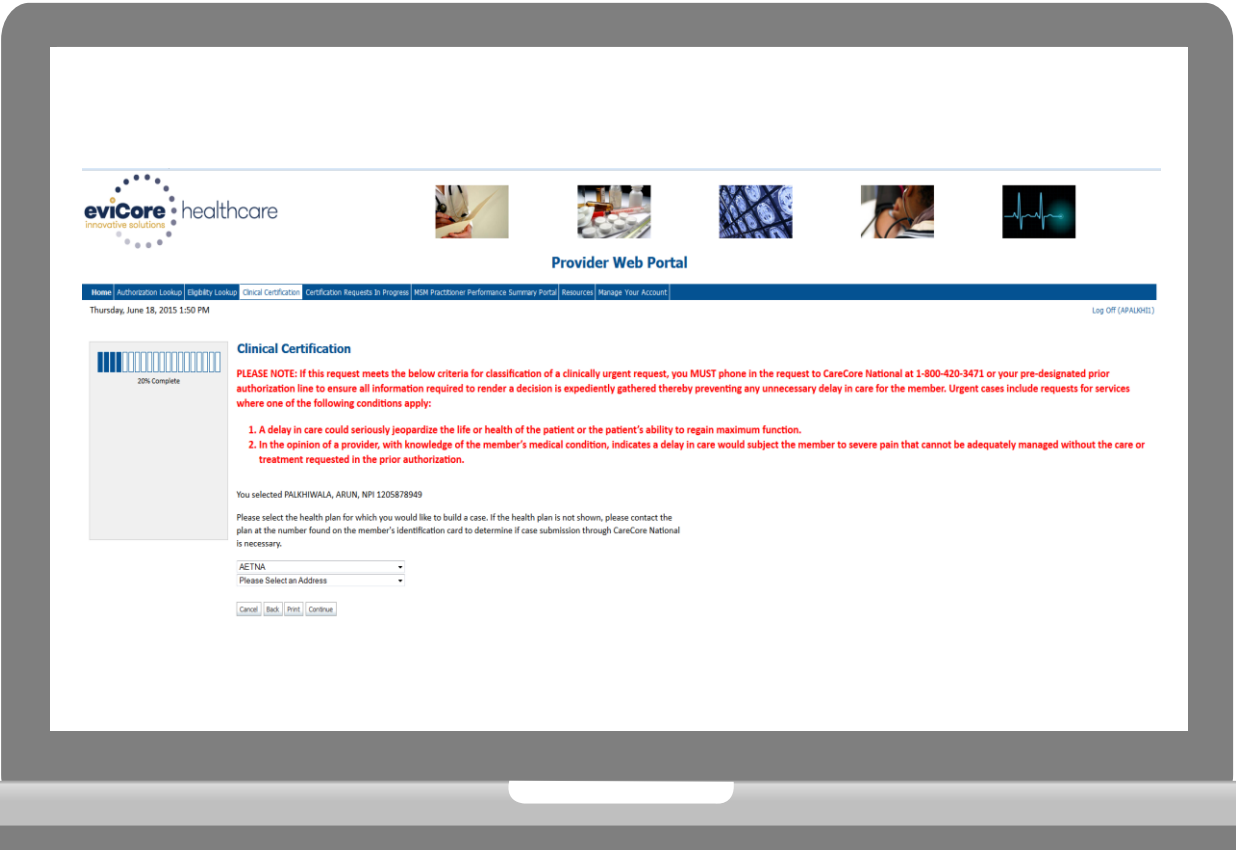 eviCore healthcare
innovative solutions
Provider Web Portal
Home Authorization Lookup Eligibility Lookup Clinical Certification Certification Requests In Progress MSM Practitioner Performance Summary Portal Resources Manage Your Account
Thursday, June 18, 2015 1:50 PM
Log Off (APALKHI1)
20% Complete
Clinical Certification
PLEASE NOTE: If this request meets the below criteria for classification of a clinically urgent request, you MUST phone in the request to CareCore National at 1-800-420-3471 or your pre-designated prior
authorization line to ensure all information required to render a decision is expediently gathered thereby preventing any unnecessary delay in care for the member. Urgent cases include requests for services
where one of the following conditions apply:
1. A delay in care could seriously jeopardize the life or health of the patient or the patient's ability to regain maximum function.
2. In the opinion of a provider, with knowledge of the member's medical condition, indicates a delay in care would subject the member to severe pain that cannot be adequately managed without the care or
treatment requested in the prior authorization.
You selected PALKHIWALA, ARUN, NPI 1205878949
Please select the health plan for which you would like to build a case. If the health plan is not shown, please contact the
plan at the number found on the member's identification card to determine if case submission through CareCore National
is necessary.
AETNA
Please Select an Address
Cancel Back Print Continue